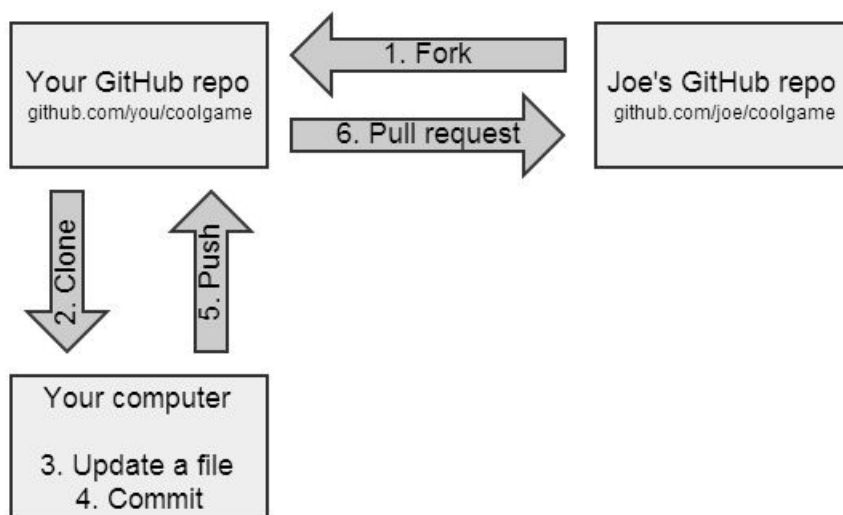 Your GitHub repo
github.com/you/coolgame
1. Fork
6. Pull request
Joe's GitHub repo
github.com/joe/coolgame
2. Clone
5. Push
Your computer
3. Update a file
4. Commit